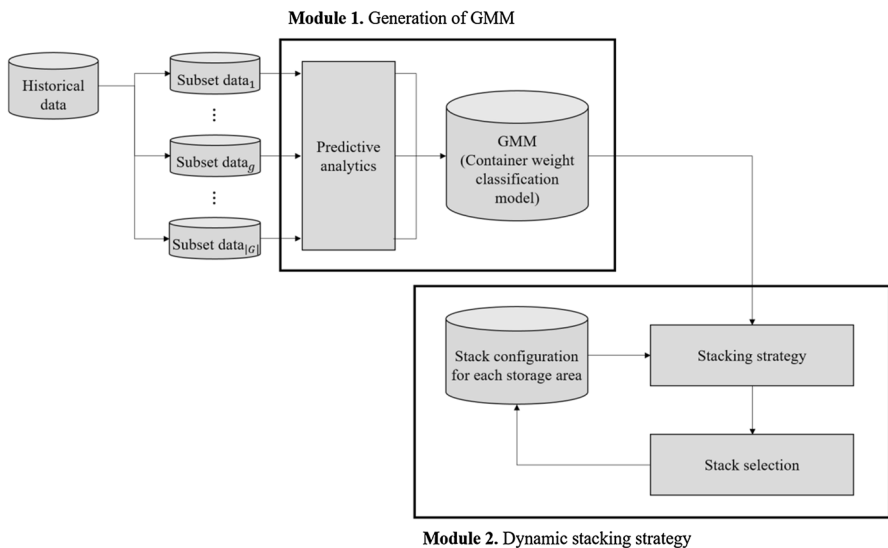 Module 1. Generation of GMM
Historical
data
Subset data1
⋮
Subset datag
⋮
Subset data|G|
Predictive
analytics
GMM
(Container weight
classification
model)
Stack configuration
for each storage area
Stacking strategy
Stack selection
Module 2. Dynamic stacking strategy